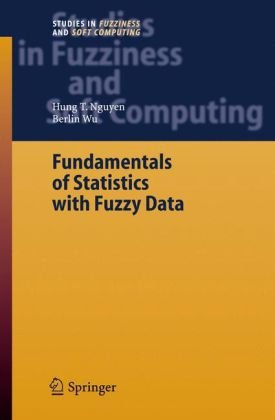 STUDIES IN FUZZINESS
AND SOFT COMPUTING
Studies
in Fuzziness
and
Soft Computing
Hung T. Nguyen
Berlin Wu
Fundamentals
of Statistics
with Fuzzy Data
Springer